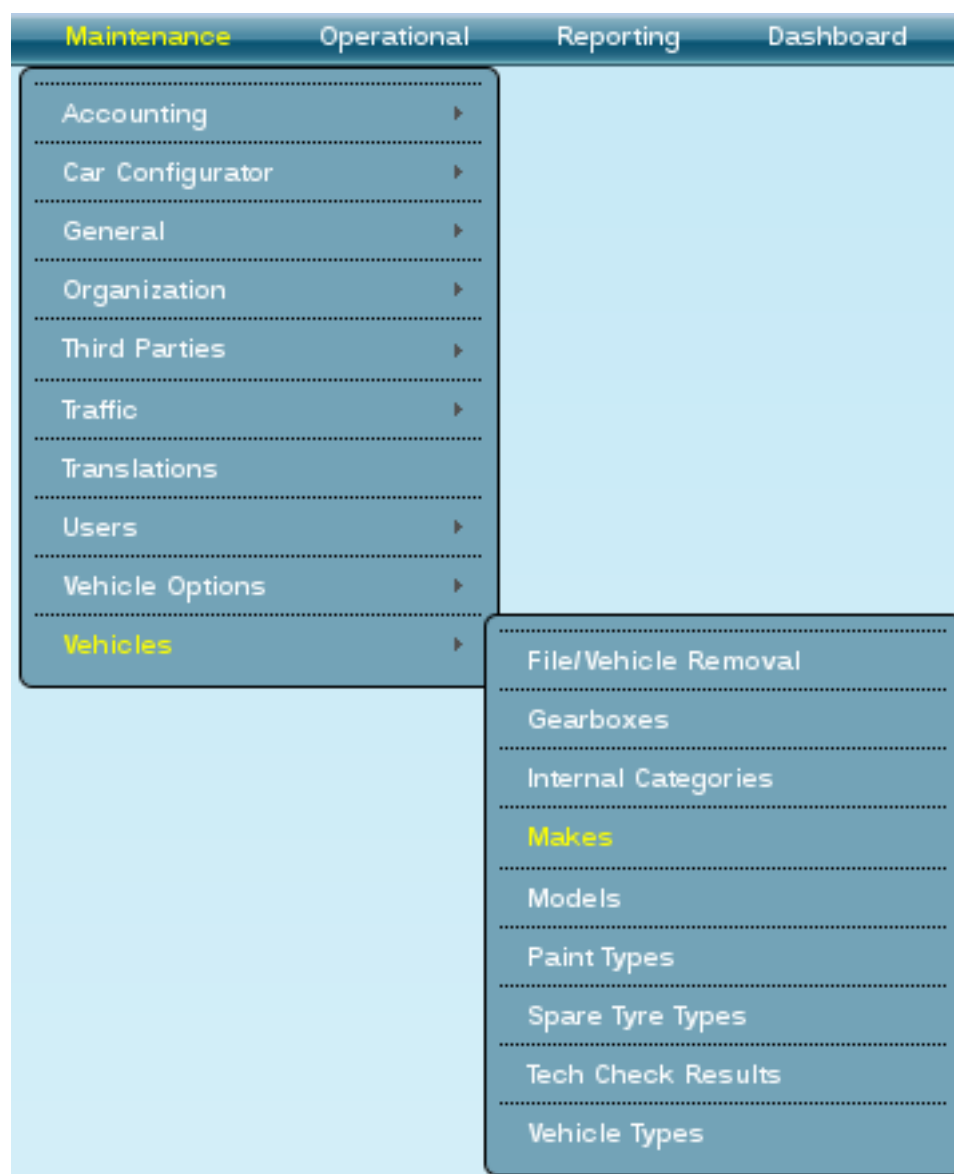 Maintenance Operational Reporting Dashboard
Accounting
Car Configurator
General
Organization
Third Parties
Traffic
Translations
Users
Vehicle Options
Vehicles
File/Vehicle Removal
Gearboxes
Internal Categories
Makes
Models
Paint Types
Spare Tyre Types
Tech Check Results
Vehicle Types